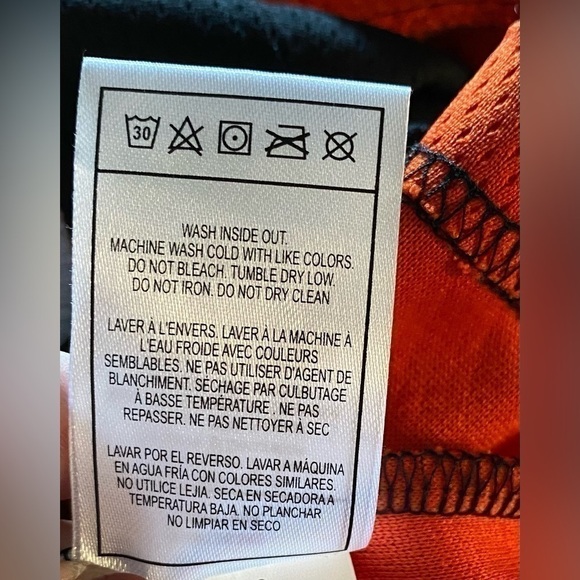 30
WASH INSIDE OUT.
MACHINE WASH COLD WITH LIKE COLORS.
DO NOT BLEACH. TUMBLE DRY LOW.
DO NOT IRON. DO NOT DRY CLEAN
LAVER À L'ENVERS. LAVER À LA MACHINE À
L'EAU FROIDE AVEC COULEURS
SEMBLABLES. NE PAS UTILISER D'AGENT DE
BLANCHIMENT. SÉCHAGE PAR CULBUTAGE
À BASSE TEMPÉRATURE . NE PAS
REPASSER. NE PAS NETTOYER À SEC
LAVAR POR EL REVERSO. LAVAR A MÁQUINA
EN AGUA FRÍA CON COLORES SIMILARES.
NO UTILICE LEJIA. SECA EN SECADORA A
TEMPERATURA BAJA. NO PLANCHAR
NO LIMPIAR EN SECO